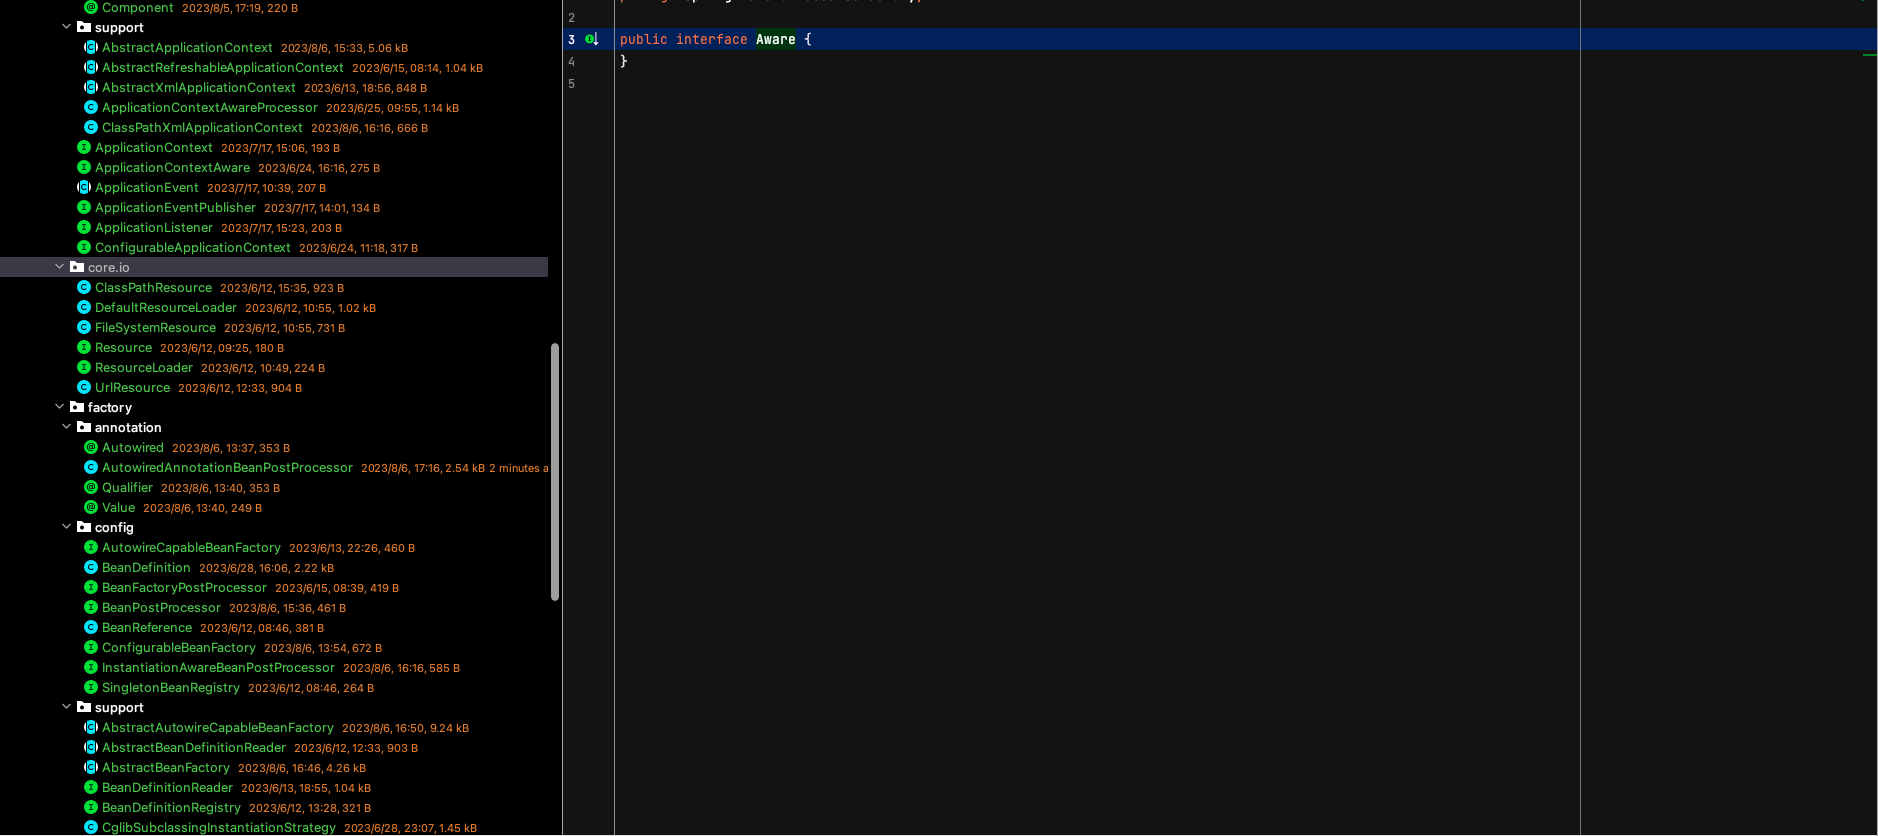 Component 2023/8/5, 17:19, 220 B
support
AbstractApplicationContext 2023/8/6, 15:33, 5.06 kB
AbstractRefreshableApplicationContext 2023/6/15, 08:14, 1.04 kB
AbstractXmlApplicationContext 2023/6/13, 18:56, 848 B
ApplicationContextAwareProcessor 2023/6/25, 09:55, 1.14 kB
ClassPathXmlApplicationContext 2023/8/6, 16:16, 666 B
ApplicationContext 2023/7/17, 15:06, 193 B
ApplicationContextAware 2023/6/24, 16:16, 275 B
ApplicationEvent 2023/7/17, 10:39, 207 B
ApplicationEventPublisher 2023/7/17, 14:01, 134 B
ApplicationListener 2023/7/17, 15:23, 203 B
ConfigurableApplicationContext 2023/6/24, 11:18, 317 B
core.io
ClassPathResource 2023/6/12, 15:35, 923 B
DefaultResourceLoader 2023/6/12, 10:55, 1.02 kB
FileSystemResource 2023/6/12, 10:55, 731 B
Resource 2023/6/12, 09:25, 180 B
ResourceLoader 2023/6/12, 10:49, 224 B
UrlResource 2023/6/12, 12:33, 904 B
factory
annotation
Autowired 2023/8/6, 13:37, 353 B
AutowiredAnnotationBeanPostProcessor 2023/8/6, 17:16, 2.54 kB 2 minutes a
Qualifier 2023/8/6, 13:40, 353 B
Value 2023/8/6, 13:40, 249 B
config
AutowireCapableBeanFactory 2023/6/13, 22:26, 460 B
BeanDefinition 2023/6/28, 16:06, 2.22 kB
BeanFactoryPostProcessor 2023/6/15, 08:39, 419 B
BeanPostProcessor 2023/8/6, 15:36, 461 B
BeanReference 2023/6/12, 08:46, 381 B
ConfigurableBeanFactory 2023/8/6, 13:54, 672 B
InstantiationAwareBeanPostProcessor 2023/8/6, 16:16, 585 B
SingletonBeanRegistry 2023/6/12, 08:46, 264 B
support
AbstractAutowireCapableBeanFactory 2023/8/6, 16:50, 9.24 kB
AbstractBeanDefinitionReader 2023/6/12, 12:33, 903 B
AbstractBeanFactory 2023/8/6, 16:46, 4.26 kB
BeanDefinitionReader 2023/6/13, 18:55, 1.04 kB
BeanDefinitionRegistry 2023/6/12, 13:28, 321 B
CglibSubclassingInstantiationStrategy 2023/6/28, 23:07, 1.45 kB
2
3 public interface Aware {
4 }
5